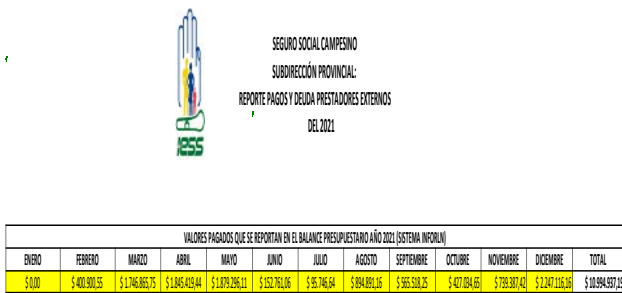 SEGURO SOCIAL CAMPESINO
SUBDIRECCIÓN PROVINCIAL:
REPORTE PAGOS Y DEUDA PRESTADORES EXTERNOS
DEL 2021
IESS
VALORES PAGADOS QUE SE REPORTAN EN EL BALANCE PRESUPUESTARIO AÑO 2021 (SISTEMA INFORLN)
ENERO FEBRERO MARZO ABRIL MAYO JUNIO JULIO AGOSTO SEPTIEMBRE OCTUBRE NOVIEMBRE DICIEMBRE TOTAL
$ 0,00 $ 400.900,55 $ 1.746.865,75 $ 1.845.419,44 $ 1.879.296,11 $ 152.761,06 $ 95.746,64 $ 894.891,16 $ 565.518,25 $ 427.034,65 $ 739.387,42 $ 2.247.116,16 $ 10.994.937,19